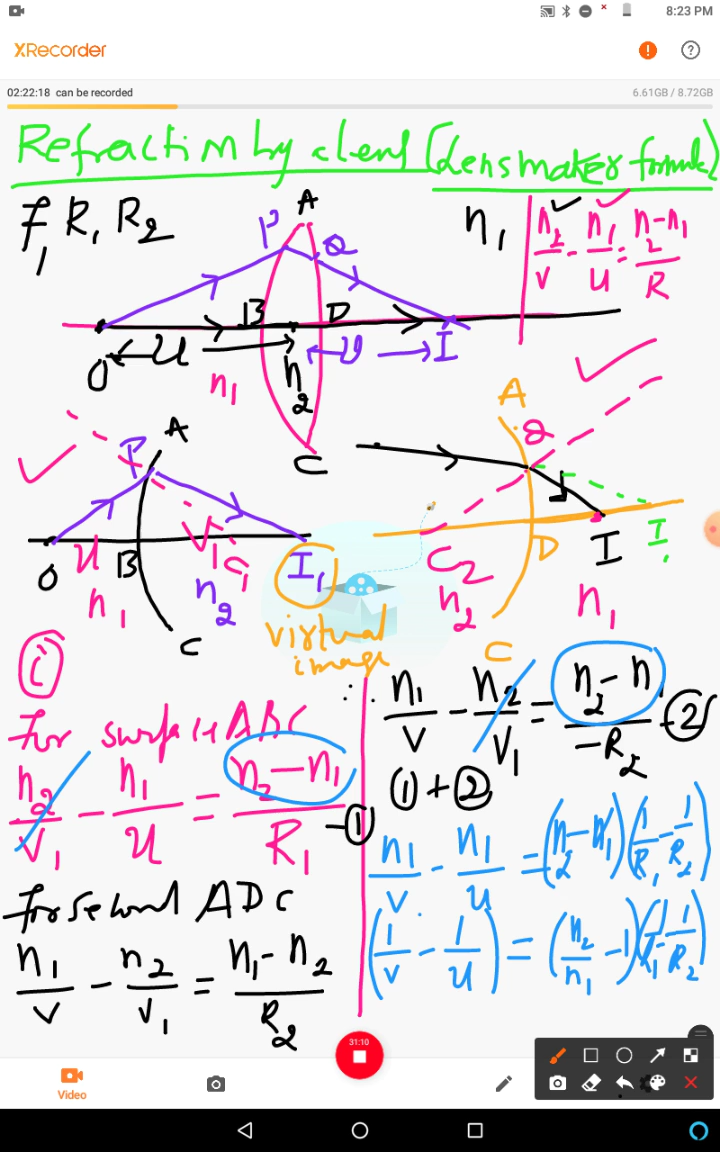 8:23 PM
XRecorder
02:22:18 can be recorded
6.61GB / 8.72GB
Refraction by a lens (Lens maker formula)
f, R₁ R₂
A
P
Q
n₁
n₂/v - n₁/u = n₂-n₁/R
B
D
O
u
v
I
n₁
n₂
C
A
P
O
u
B
V₁
C₁
I₁
n₁
n₂
C
virtual
image
A
Q
C₂
D
I
I₁
n₂
n₁
C
(i)
For surface ABC
n₂/V₁ - n₁/u = n₂-n₁/R₁ -①
For second ADC
n₁/v - n₂/v₁ = n₁-n₂/R₂
∴ n₁/v - n₂/V₁ = n₂-n₁/-R₂ -②
①+②
n₁/v - n₁/u = (n₂-n₁)(1/R₁-1/R₂)
(1/v - 1/u) = (n₂/n₁-1)(1/R₁-1/R₂)
31:10
Video